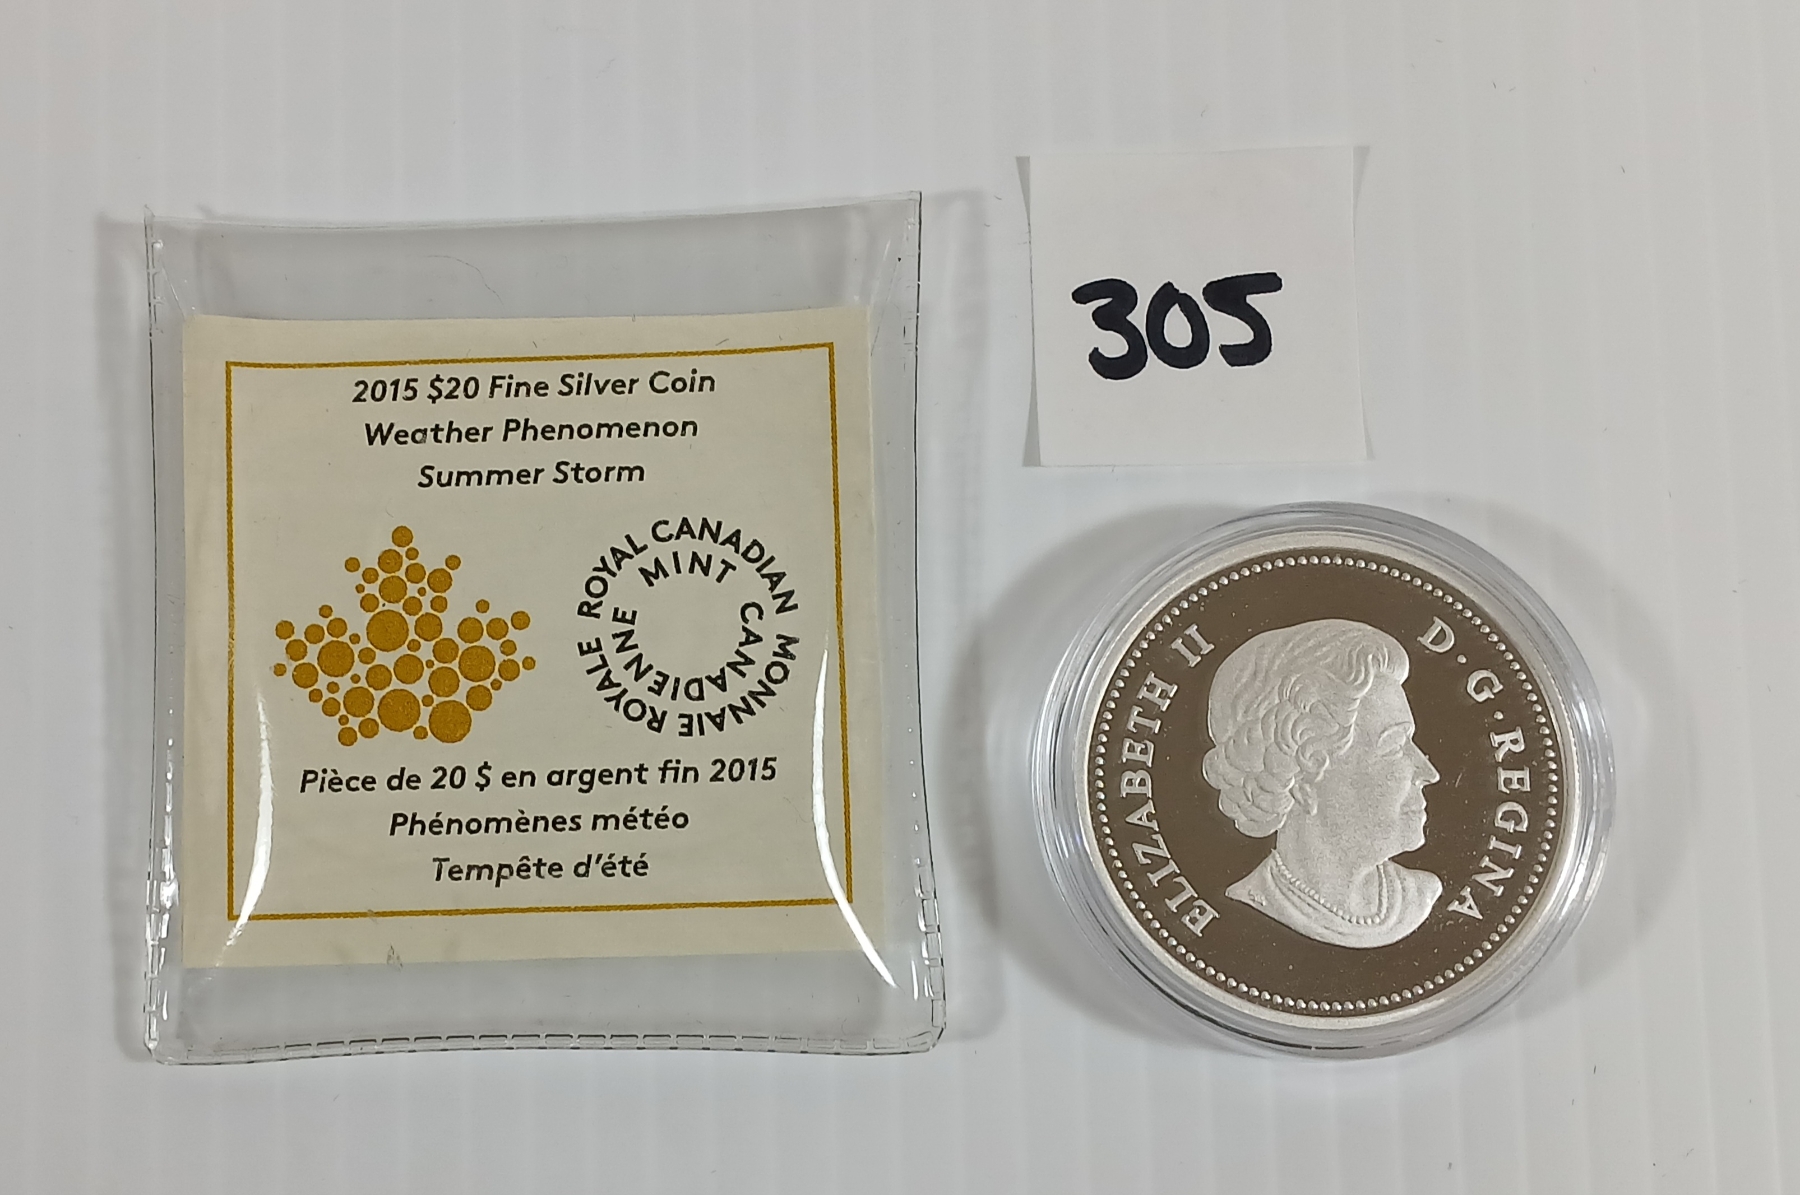 2015 $20 Fine Silver Coin
Weather Phenomenon
Summer Storm
ROYAL CANADIAN MINT
MONNAIE ROYALE CANADIENNE
Pièce de 20 $ en argent fin 2015
Phénomènes météo
Tempête d'été
305
ELIZABETH II D·G·REGINA